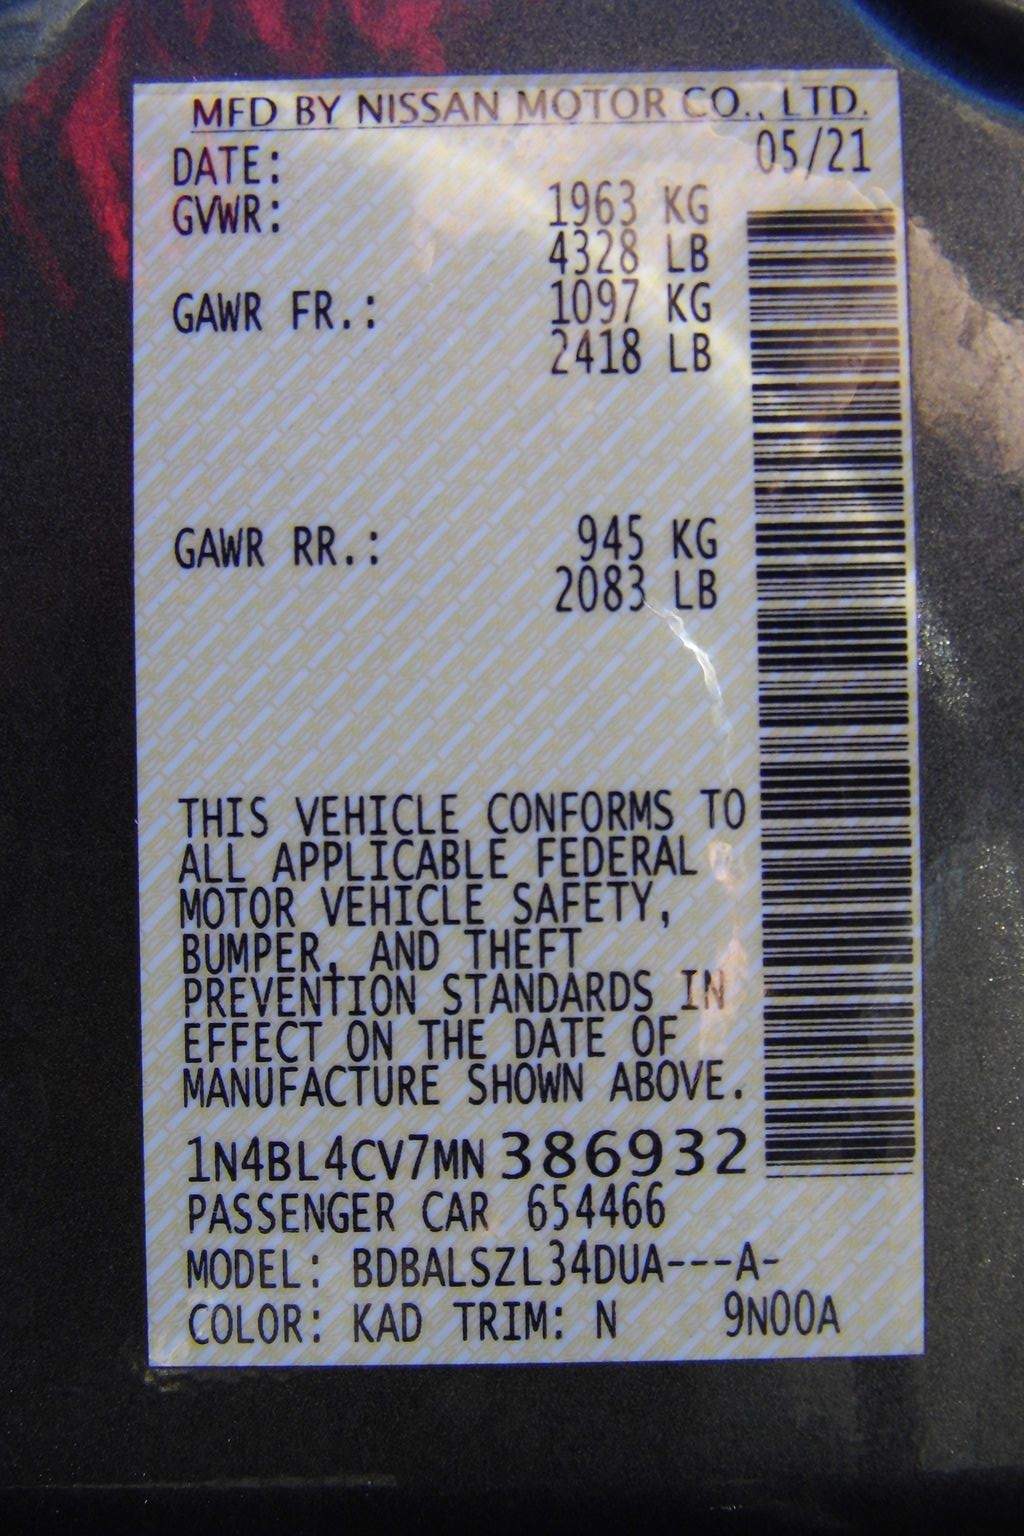 MFD BY NISSAN MOTOR CO., LTD.
DATE: 05/21
GVWR: 1963 KG
4328 LB
GAWR FR.: 1097 KG
2418 LB
GAWR RR.: 945 KG
2083 LB
THIS VEHICLE CONFORMS TO
ALL APPLICABLE FEDERAL
MOTOR VEHICLE SAFETY,
BUMPER, AND THEFT
PREVENTION STANDARDS IN
EFFECT ON THE DATE OF
MANUFACTURE SHOWN ABOVE.
1N4BL4CV7MN386932
PASSENGER CAR 654466
MODEL: BDBALSZL34DUA---A-
COLOR: KAD TRIM: N 9N00A